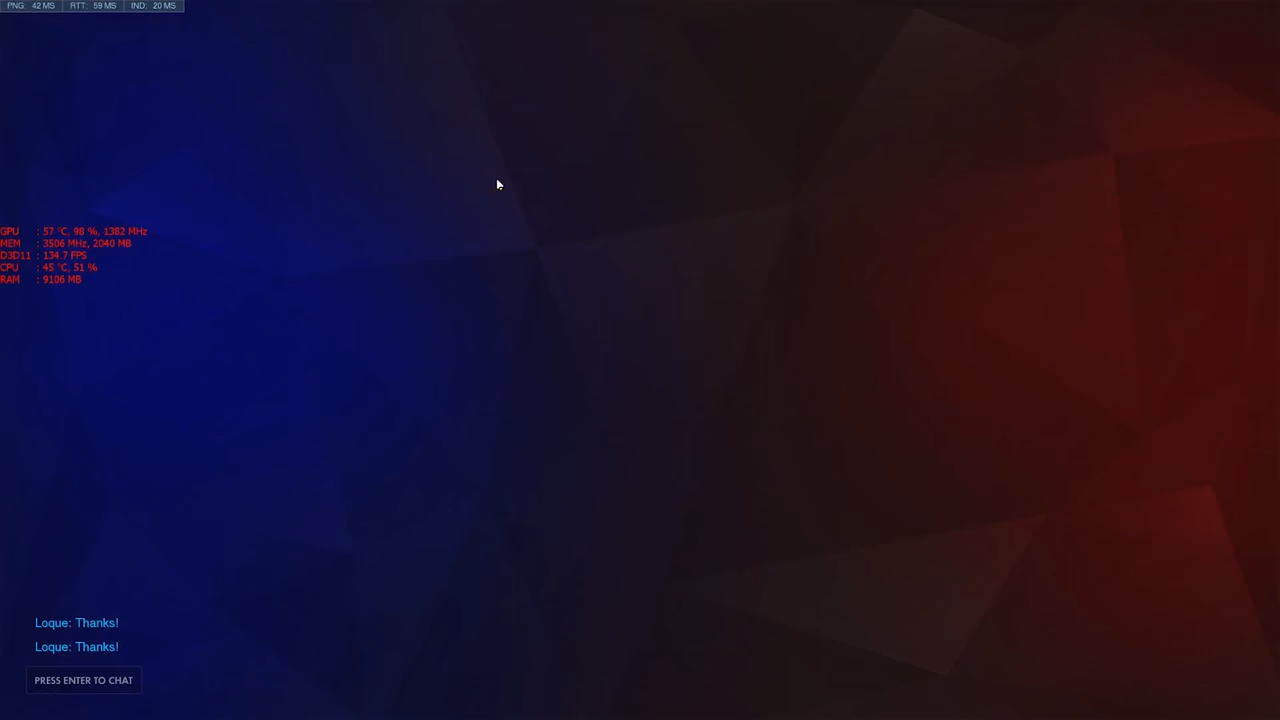 PNG: 42 MS RTT: 59 MS IND: 20 MS
GPU : 57 °C, 98 %, 1382 MHz
MEM : 3506 MHz, 2040 MB
D3D11 : 134.7 FPS
CPU : 45 °C, 51 %
RAM : 9106 MB
Loque: Thanks!
Loque: Thanks!
PRESS ENTER TO CHAT